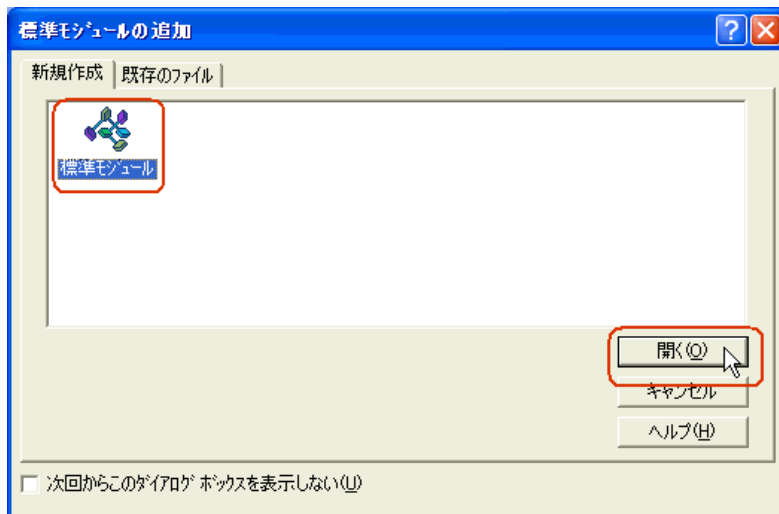 標準ﾓｼﾞｭｰﾙの追加
新規作成
既存のﾌｧｲﾙ
標準ﾓｼﾞｭｰﾙ
開く(O)
キャンセル
ヘルプ(H)
次回からこのﾀﾞｲｱﾛｸﾞ ﾎﾞｯｸｽを表示しない(U)